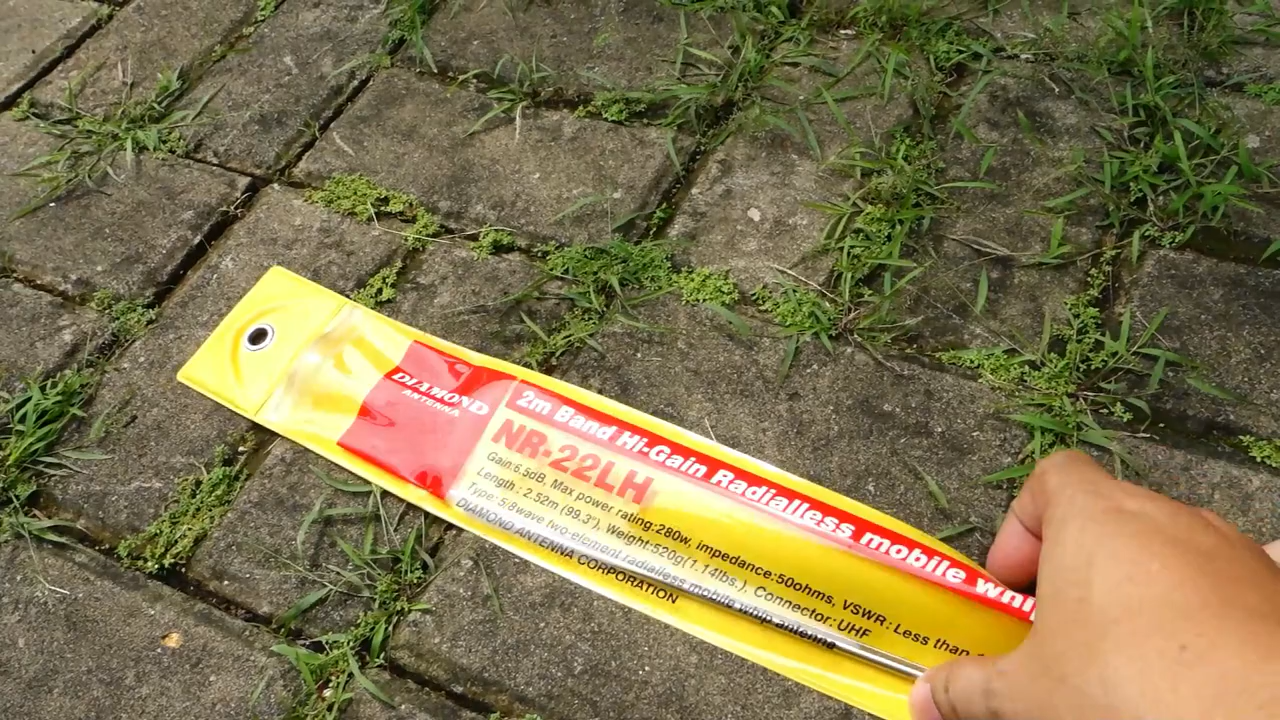 DIAMOND
ANTENNA
2m Band Hi-Gain Radialless mobile
NR-22LH
Gain:6.5dB, Max power rating:280w, impedance:50ohms, VSWR:Less than
Length : 2.52m (99.3"), Weight:520g(1.14lbs.), Connector:UHF
Type:5/8wave two-element radialless mobile whip antenne
DIAMOND ANTENNA CORPORATION